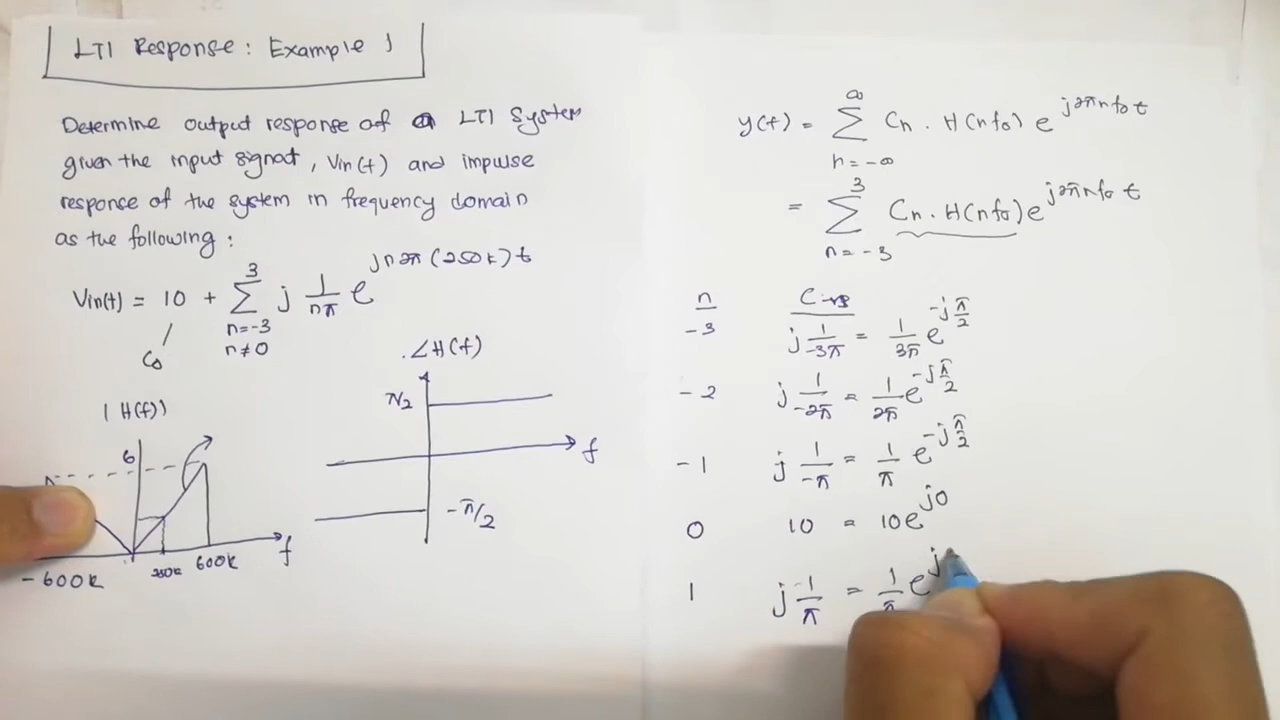 LTI Response: Example 1
Determine output response of a LTI System
given the input signal, Vin(t) and impulse
response of the system in frequency domain
as the following:
Vin(t) = 10 + ∑ j 1/nπ e^{jn2π(250k)t}
3
n=-3
n≠0
C₀
|H(f)|
6
-600k
250k
600k
f
∠H(f)
π/2
f
-π/2
y(t) = ∑ Cn . H(nf₀) e^{j2πnf₀t}
∞
n=-∞
= ∑ Cn . H(nf₀) e^{j2πnf₀t}
3
n=-3
n
-3 j 1/-3π = 1/3π e^{-jπ/2}
-2 j 1/-2π = 1/2π e^{-jπ/2}
-1 j 1/-π = 1/π e^{-jπ/2}
0 10 = 10e^{j0}
1 j 1/π = 1/π e^{j